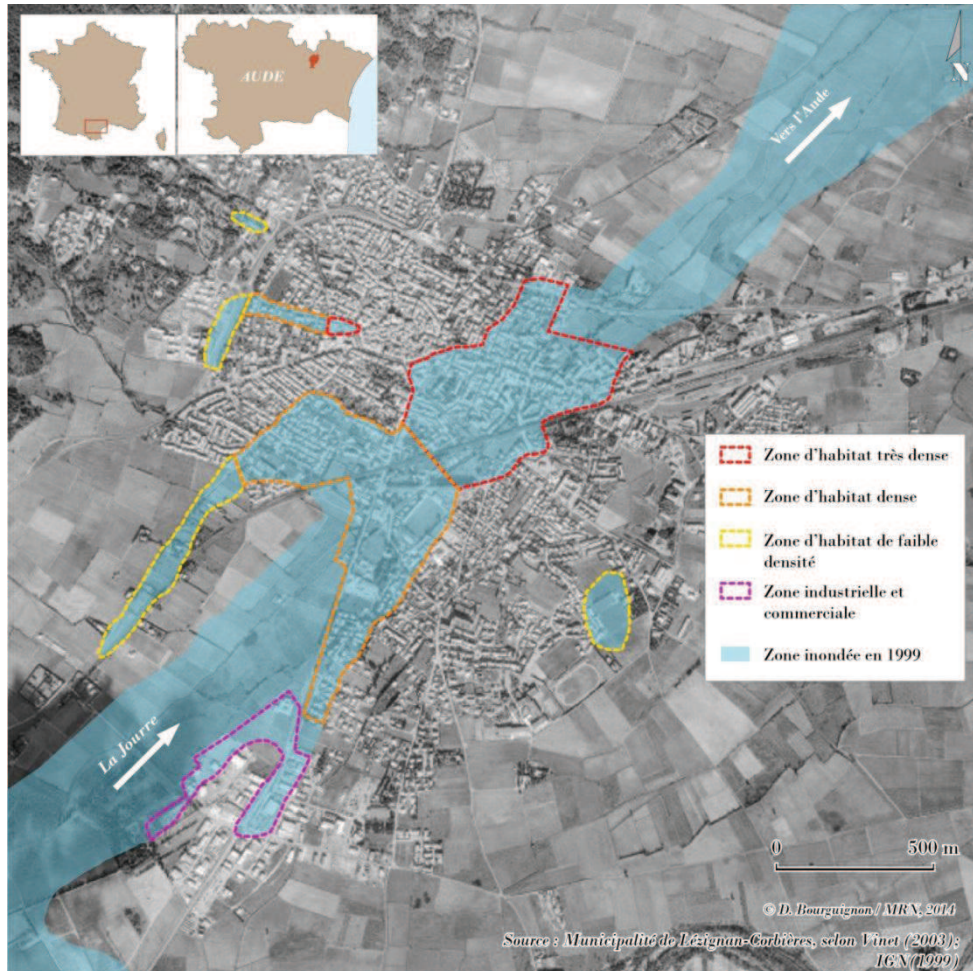 AUDE
N
Vers l'Aude
Zone d'habitat très dense
Zone d'habitat dense
Zone d'habitat de faible
densité
Zone industrielle et
commerciale
Zone inondée en 1999
La Jourre
0 500 m
© D. Bourguignon / MRN, 2014
Source : Municipalité de Lézignan-Corbières, selon Vinet (2003);
IGN(1999)